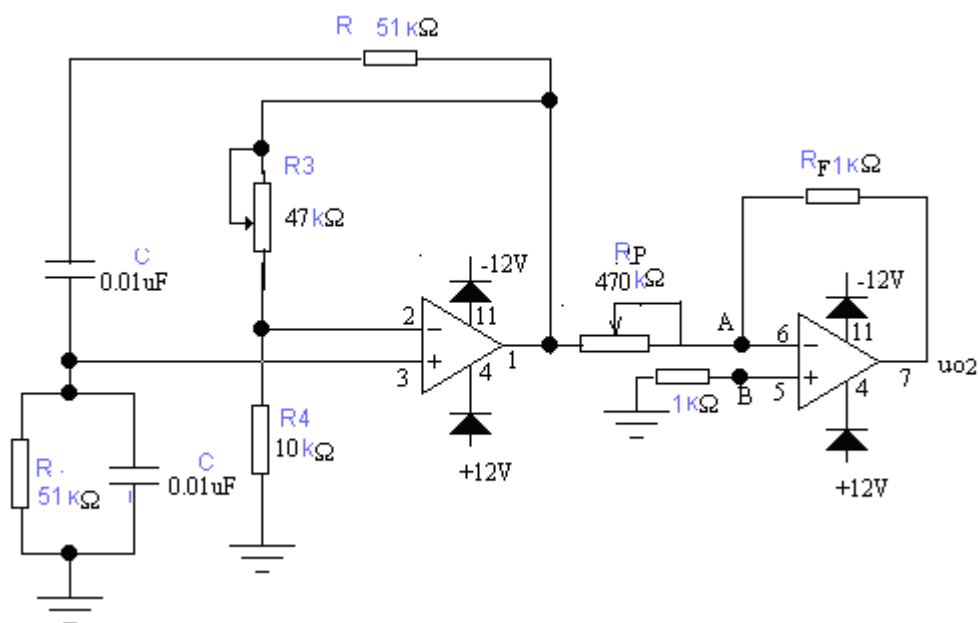 R 51KΩ
R3
47kΩ
RF1KΩ
C
0.01uF
-12V
RP
470kΩ
-12V
2
−
11
A
6
−
11
3
+
4
1
B
5
+
4
7
uo2
1KΩ
R4
10kΩ
+12V
+12V
R
51KΩ
C
0.01uF